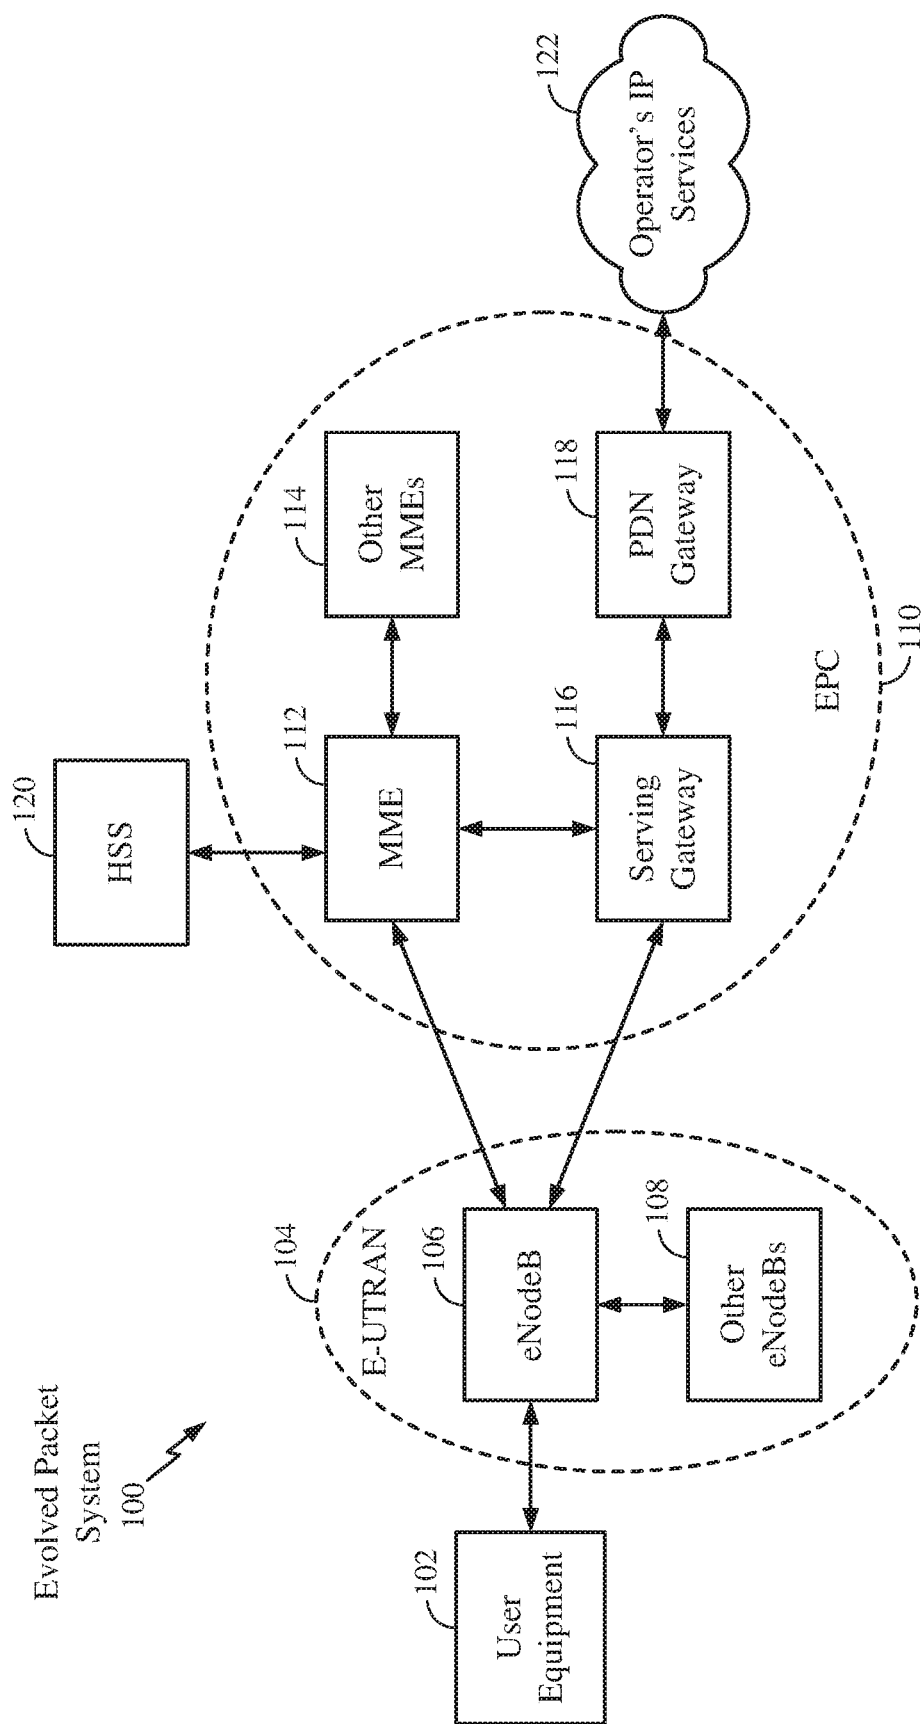 Evolved Packet
System
100
HSS
120
MME
112
Other
MMEs
114
122
Operator's IP
Services
104
E-UTRAN
106
eNodeB
102
User
Equipment
108
Other
eNodeBs
116
Serving
Gateway
118
PDN
Gateway
EPC
110